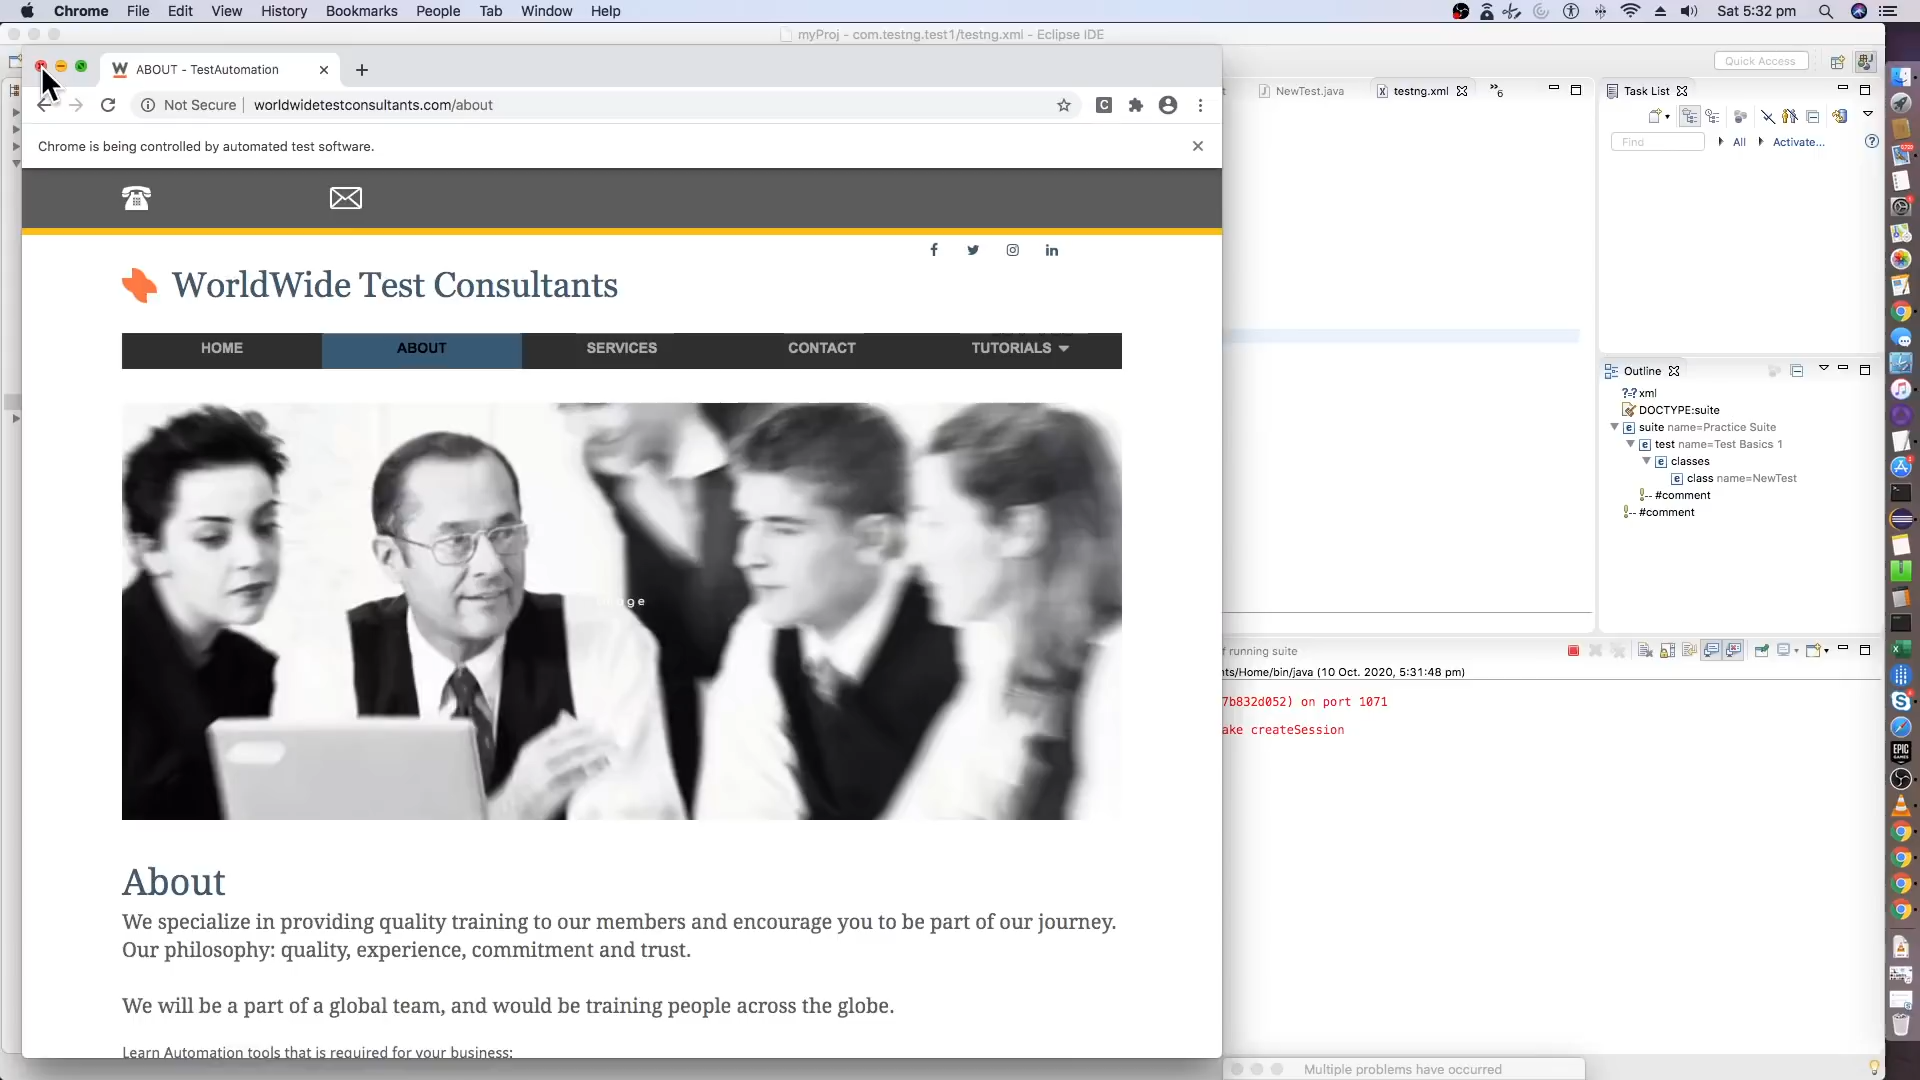 Chrome File Edit View History Bookmarks People Tab Window Help Sat 5:32 pm
myProj - com.testng.test1/testng.xml - Eclipse IDE
ABOUT - TestAutomation
Quick Access
Not Secure worldwidetestconsultants.com/about
NewTest.java testng.xml 6 Task List
Chrome is being controlled by automated test software.
Find All Activate...
WorldWide Test Consultants
HOME ABOUT SERVICES CONTACT TUTORIALS
Outline
?=? xml
DOCTYPE:suite
suite name=Practice Suite
test name=Test Basics 1
classes
class name=NewTest
#comment
#comment
f running suite
nts/Home/bin/java (10 Oct. 2020, 5:31:48 pm)
7b832d052) on port 1071
ake createSession
About
We specialize in providing quality training to our members and encourage you to be part of our journey.
Our philosophy: quality, experience, commitment and trust.
We will be a part of a global team, and would be training people across the globe.
Learn Automation tools that is required for your business:
Multiple problems have occurred